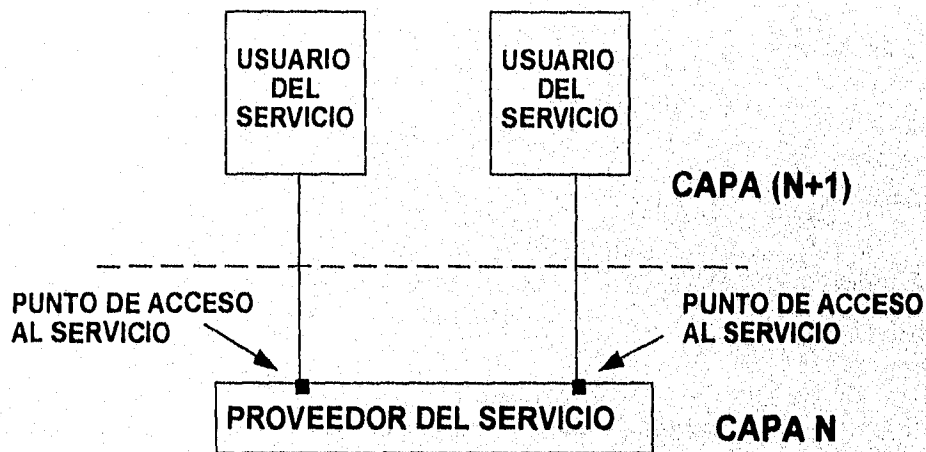 USUARIO
DEL
SERVICIO
USUARIO
DEL
SERVICIO
CAPA (N+1)
PUNTO DE ACCESO
AL SERVICIO
PUNTO DE ACCESO
AL SERVICIO
PROVEEDOR DEL SERVICIO
CAPA N